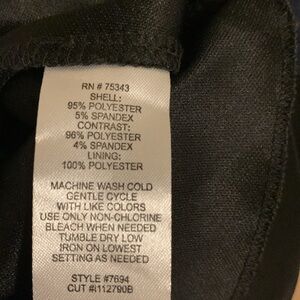 RN # 75343
SHELL:
95% POLYESTER
5% SPANDEX
CONTRAST:
96% POLYESTER
4% SPANDEX
LINING:
100% POLYESTER
MACHINE WASH COLD
GENTLE CYCLE
WITH LIKE COLORS
USE ONLY NON-CHLORINE
BLEACH WHEN NEEDED
TUMBLE DRY LOW
IRON ON LOWEST
SETTING AS NEEDED
STYLE #7694
CUT #I112790B